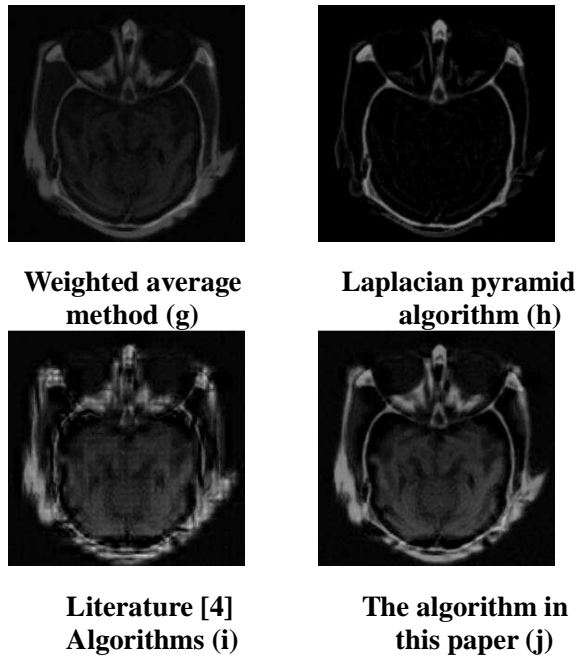 Weighted average
method (g)
Laplacian pyramid
algorithm (h)
Literature [4]
Algorithms (i)
The algorithm in
this paper (j)